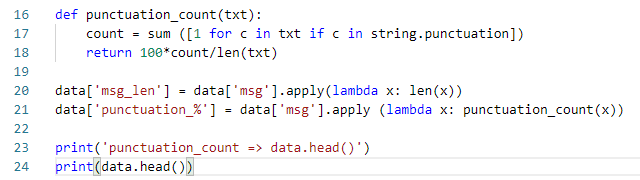 16 def punctuation_count(txt):
17     count = sum ([1 for c in txt if c in string.punctuation])
18     return 100*count/len(txt)
19
20 data['msg_len'] = data['msg'].apply(lambda x: len(x))
21 data['punctuation_%'] = data['msg'].apply (lambda x: punctuation_count(x))
22
23 print('punctuation_count => data.head()')
24 print(data.head())